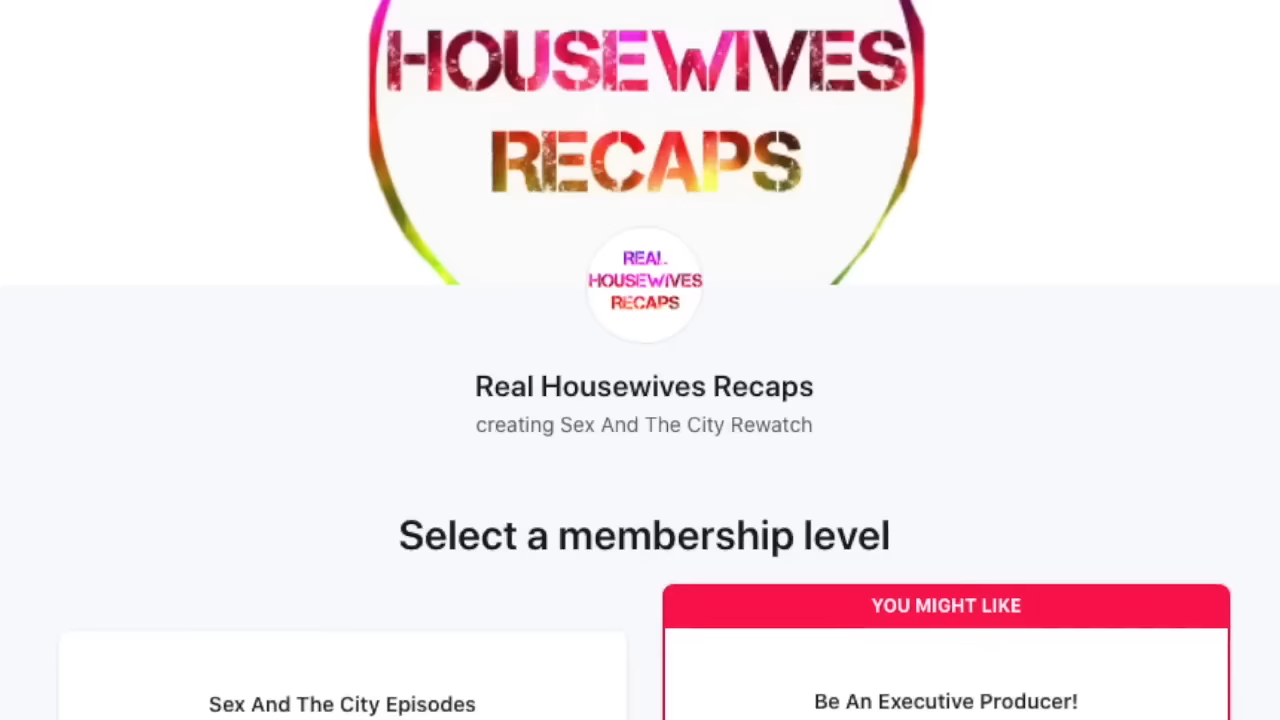 HOUSEWIVES
RECAPS
REAL
HOUSEWIVES
RECAPS
Real Housewives Recaps
creating Sex And The City Rewatch
Select a membership level
YOU MIGHT LIKE
Sex And The City Episodes
Be An Executive Producer!